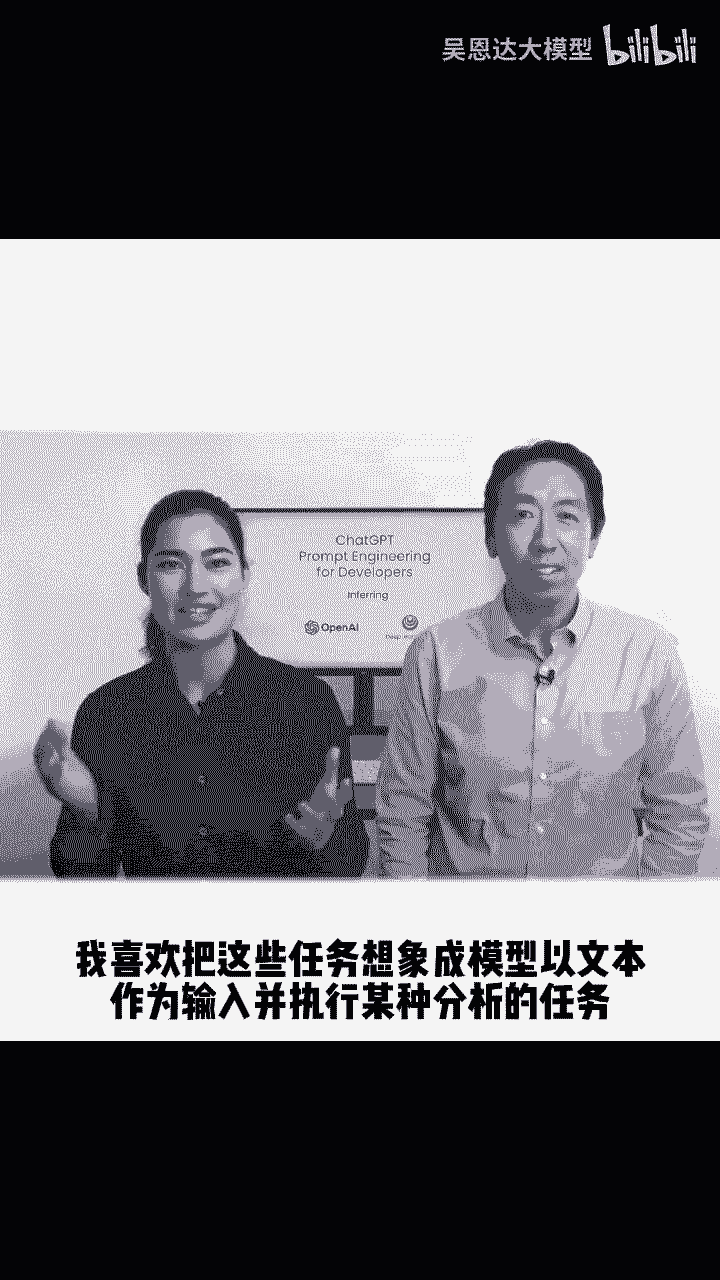 吴恩达大模型 bilibili
ChatGPT
Prompt Engineering
for Developers
Inferring
OpenAI
我喜欢把这些任务想象成模型以文本
作为输入并执行某种分析的任务